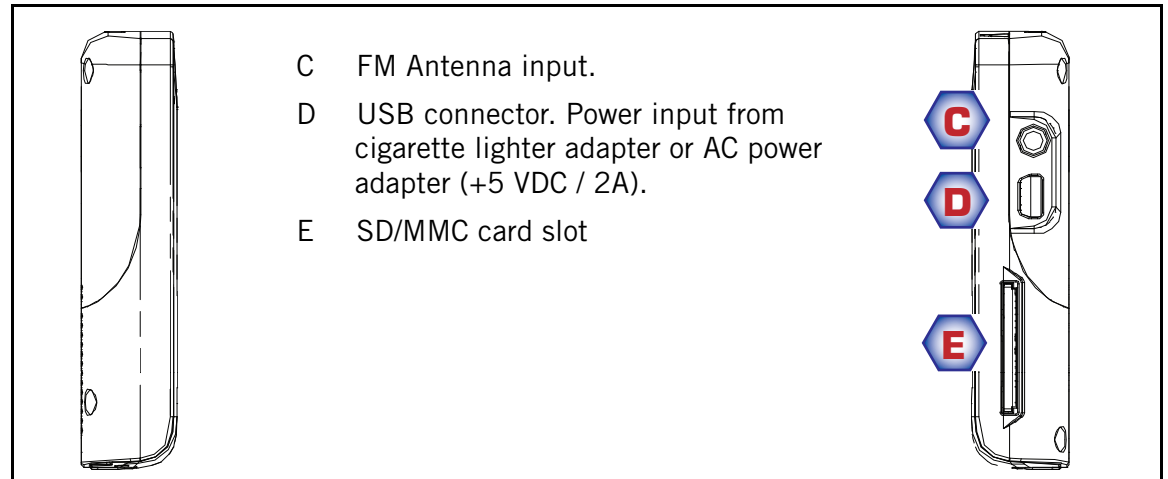 C FM Antenna input.
D USB connector. Power input from
cigarette lighter adapter or AC power
adapter (+5 VDC / 2A).
E SD/MMC card slot
C
D
E